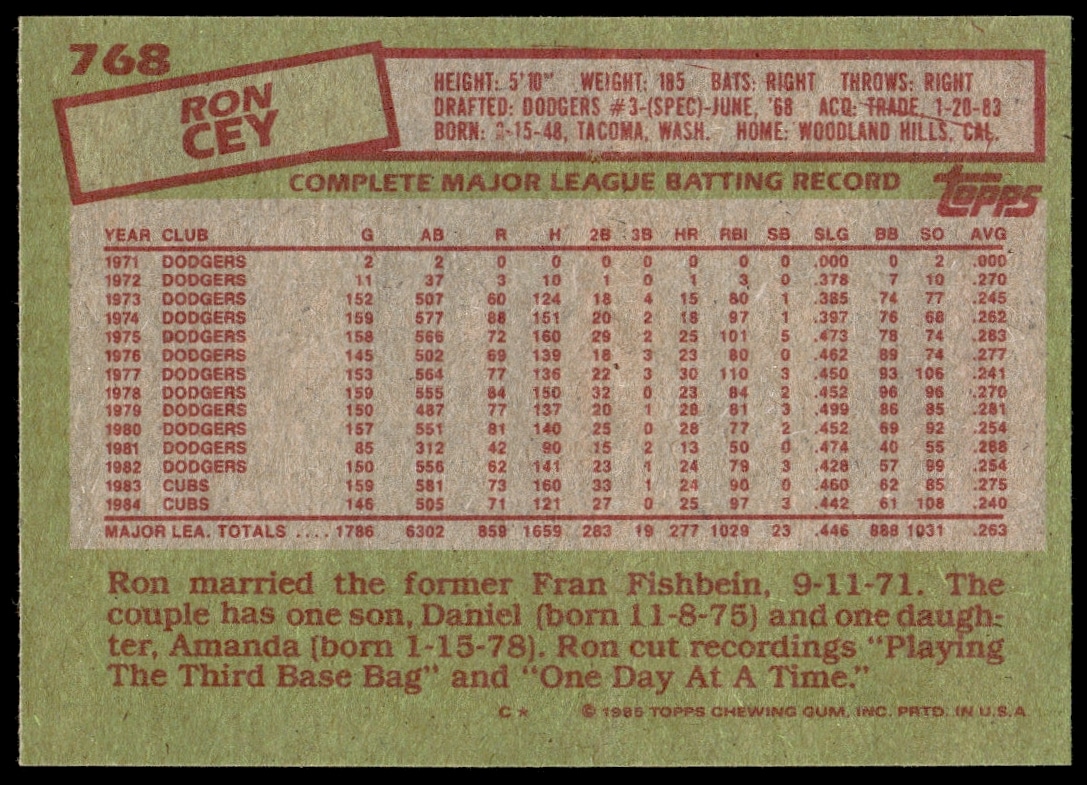 768
RON
CEY
HEIGHT: 5'10" WEIGHT: 185 BATS: RIGHT THROWS: RIGHT
DRAFTED: DODGERS #3-(SPEC)-JUNE, '68 ACQ: TRADE, 1-20-83
BORN: 2-15-48, TACOMA, WASH. HOME: WOODLAND HILLS, CAL.
COMPLETE MAJOR LEAGUE BATTING RECORD
topps
YEAR CLUB G AB R H 2B 3B HR RBI SB SLG BB SO AVG
1971 DODGERS 2 2 0 0 0 0 0 0 0 .000 0 2 .000
1972 DODGERS 11 37 3 10 1 0 1 3 0 .378 7 10 .270
1973 DODGERS 152 507 60 124 18 4 15 80 1 .385 74 77 .245
1974 DODGERS 159 577 88 151 20 2 18 97 1 .397 76 68 .262
1975 DODGERS 158 566 72 160 29 2 25 101 5 .473 78 74 .283
1976 DODGERS 145 502 69 139 18 3 23 80 0 .462 89 74 .277
1977 DODGERS 153 564 77 136 22 3 30 110 3 .450 93 106 .241
1978 DODGERS 159 555 84 150 32 0 23 84 2 .452 96 96 .270
1979 DODGERS 150 487 77 137 20 1 28 81 3 .499 86 85 .281
1980 DODGERS 157 551 81 140 25 0 28 77 2 .452 69 92 .254
1981 DODGERS 85 312 42 90 15 2 13 50 0 .474 40 55 .288
1982 DODGERS 150 556 62 141 23 1 24 79 3 .428 57 99 .254
1983 CUBS 159 581 73 160 33 1 24 90 0 .460 62 85 .275
1984 CUBS 146 505 71 121 27 0 25 97 3 .442 61 108 .240
MAJOR LEA. TOTALS .... 1786 6302 859 1659 283 19 277 1029 23 .446 888 1031 .263
Ron married the former Fran Fishbein, 9-11-71. The
couple has one son, Daniel (born 11-8-75) and one daugh-
ter, Amanda (born 1-15-78). Ron cut recordings "Playing
The Third Base Bag" and "One Day At A Time."
C* © 1985 TOPPS CHEWING GUM, INC. PRTD. IN U.S.A